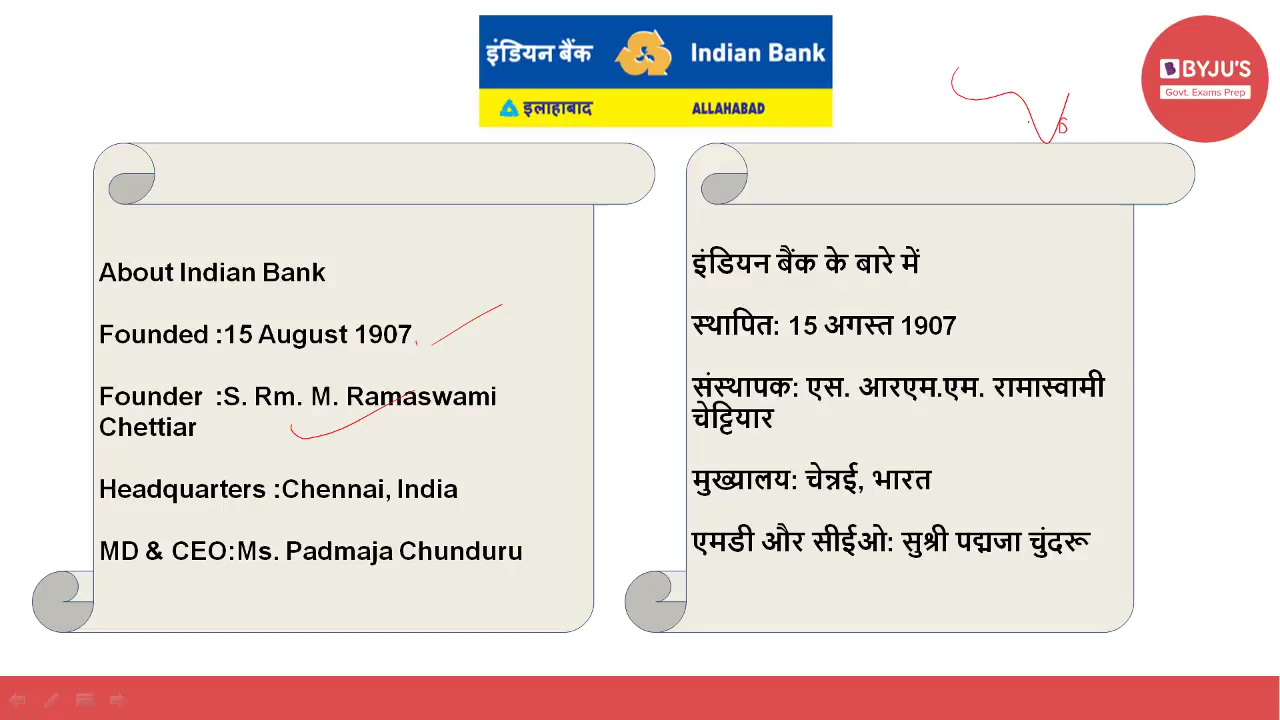 इंडियन बैंक Indian Bank
इलाहाबाद ALLAHABAD
BYJU'S
Govt. Exams Prep
About Indian Bank
Founded :15 August 1907
Founder :S. Rm. M. Ramaswami
Chettiar
Headquarters :Chennai, India
MD & CEO:Ms. Padmaja Chunduru
इंडियन बैंक के बारे में
स्थापित: 15 अगस्त 1907
संस्थापक: एस. आरएम.एम. रामास्वामी
चेट्टियार
मुख्यालय: चेन्नई, भारत
एमडी और सीईओ: सुश्री पद्मजा चुंदरू